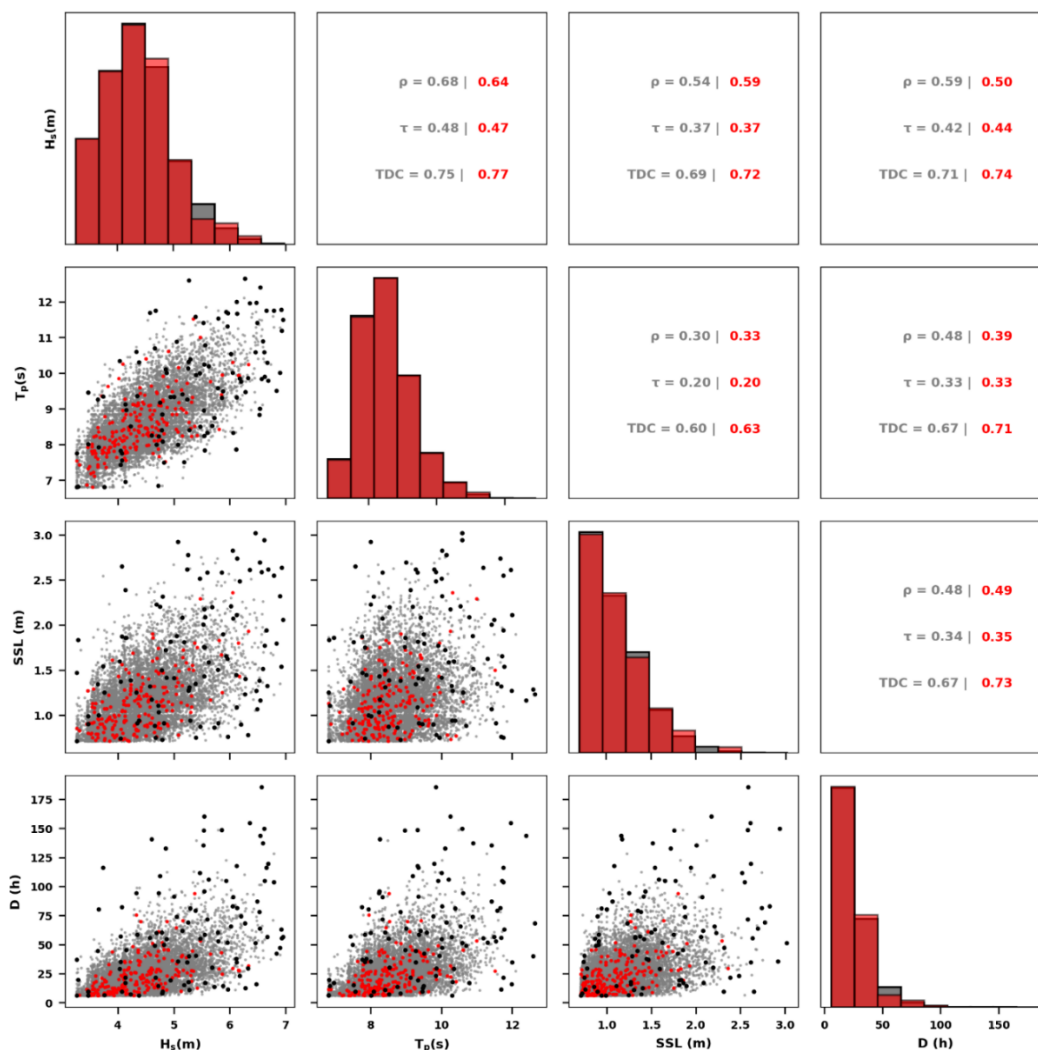 H_s(m)
ρ = 0.68 | 0.64
τ = 0.48 | 0.47
TDC = 0.75 | 0.77
ρ = 0.54 | 0.59
τ = 0.37 | 0.37
TDC = 0.69 | 0.72
ρ = 0.59 | 0.50
τ = 0.42 | 0.44
TDC = 0.71 | 0.74
T_p(s)
12
11
10
9
8
7
ρ = 0.30 | 0.33
τ = 0.20 | 0.20
TDC = 0.60 | 0.63
ρ = 0.48 | 0.39
τ = 0.33 | 0.33
TDC = 0.67 | 0.71
SSL (m)
3.0
2.5
2.0
1.5
1.0
ρ = 0.48 | 0.49
τ = 0.34 | 0.35
TDC = 0.67 | 0.73
D (h)
175
150
125
100
75
50
25
0
4 5 6 7
H_s(m)
8 10 12
T_p(s)
1.0 1.5 2.0 2.5 3.0
SSL (m)
0 50 100 150
D (h)